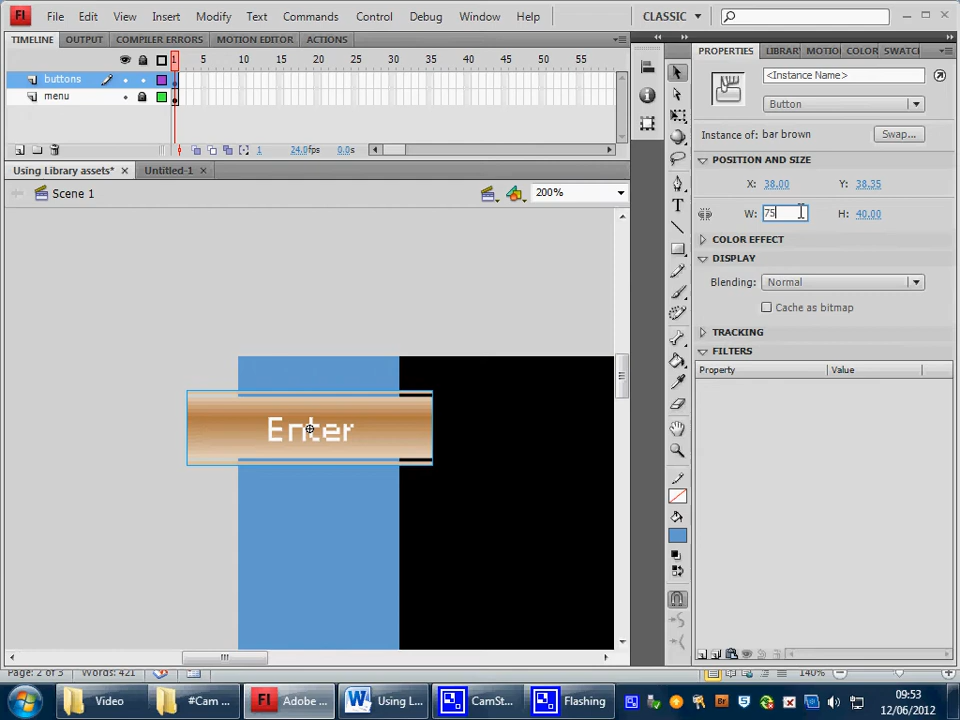 Fl File Edit View Insert Modify Text Commands Control Debug Window Help CLASSIC
TIMELINE OUTPUT COMPILER ERRORS MOTION EDITOR ACTIONS
PROPERTIES LIBRAR MOTIO COLOR SWATC
1 5 10 15 20 25 30 35 40 45 50 55
<Instance Name>
buttons
menu
Button
Instance of: bar brown Swap...
1 24.0fps 0.0s
POSITION AND SIZE
Using Library assets* × Untitled-1 ×
X: 38.00 Y: 38.35
Scene 1 200%
W: 75 H: 40.00
COLOR EFFECT
DISPLAY
Blending: Normal
Cache as bitmap
TRACKING
FILTERS
Property Value
Enter
Page: 2 of 3 Words: 421 140%
Video #Cam ... Adobe ... Using L... CamSt... Flashing
09:53
12/06/2012